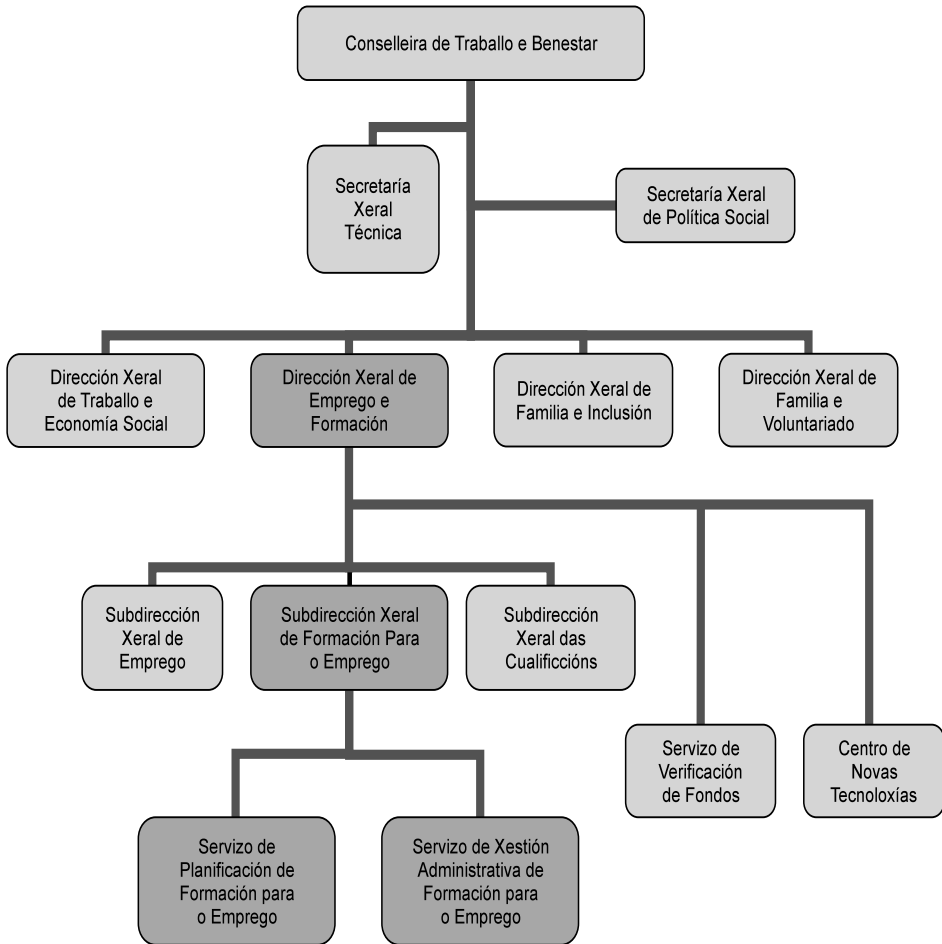 Conselleira de Traballo e Benestar
Secretaría
Xeral
Técnica
Secretaría Xeral
de Política Social
Dirección Xeral
de Traballo e
Economía Social
Dirección Xeral de
Emprego e
Formación
Dirección Xeral de
Familia e Inclusión
Dirección Xeral de
Familia e
Voluntariado
Subdirección
Xeral de
Emprego
Subdirección Xeral
de Formación Para
o Emprego
Subdirección
Xeral das
Cualificcións
Servizo de
Verificación
de Fondos
Centro de
Novas
Tecnoloxías
Servizo de
Planificación de
Formación para
o Emprego
Servizo de Xestión
Administrativa de
Formación para
o Emprego